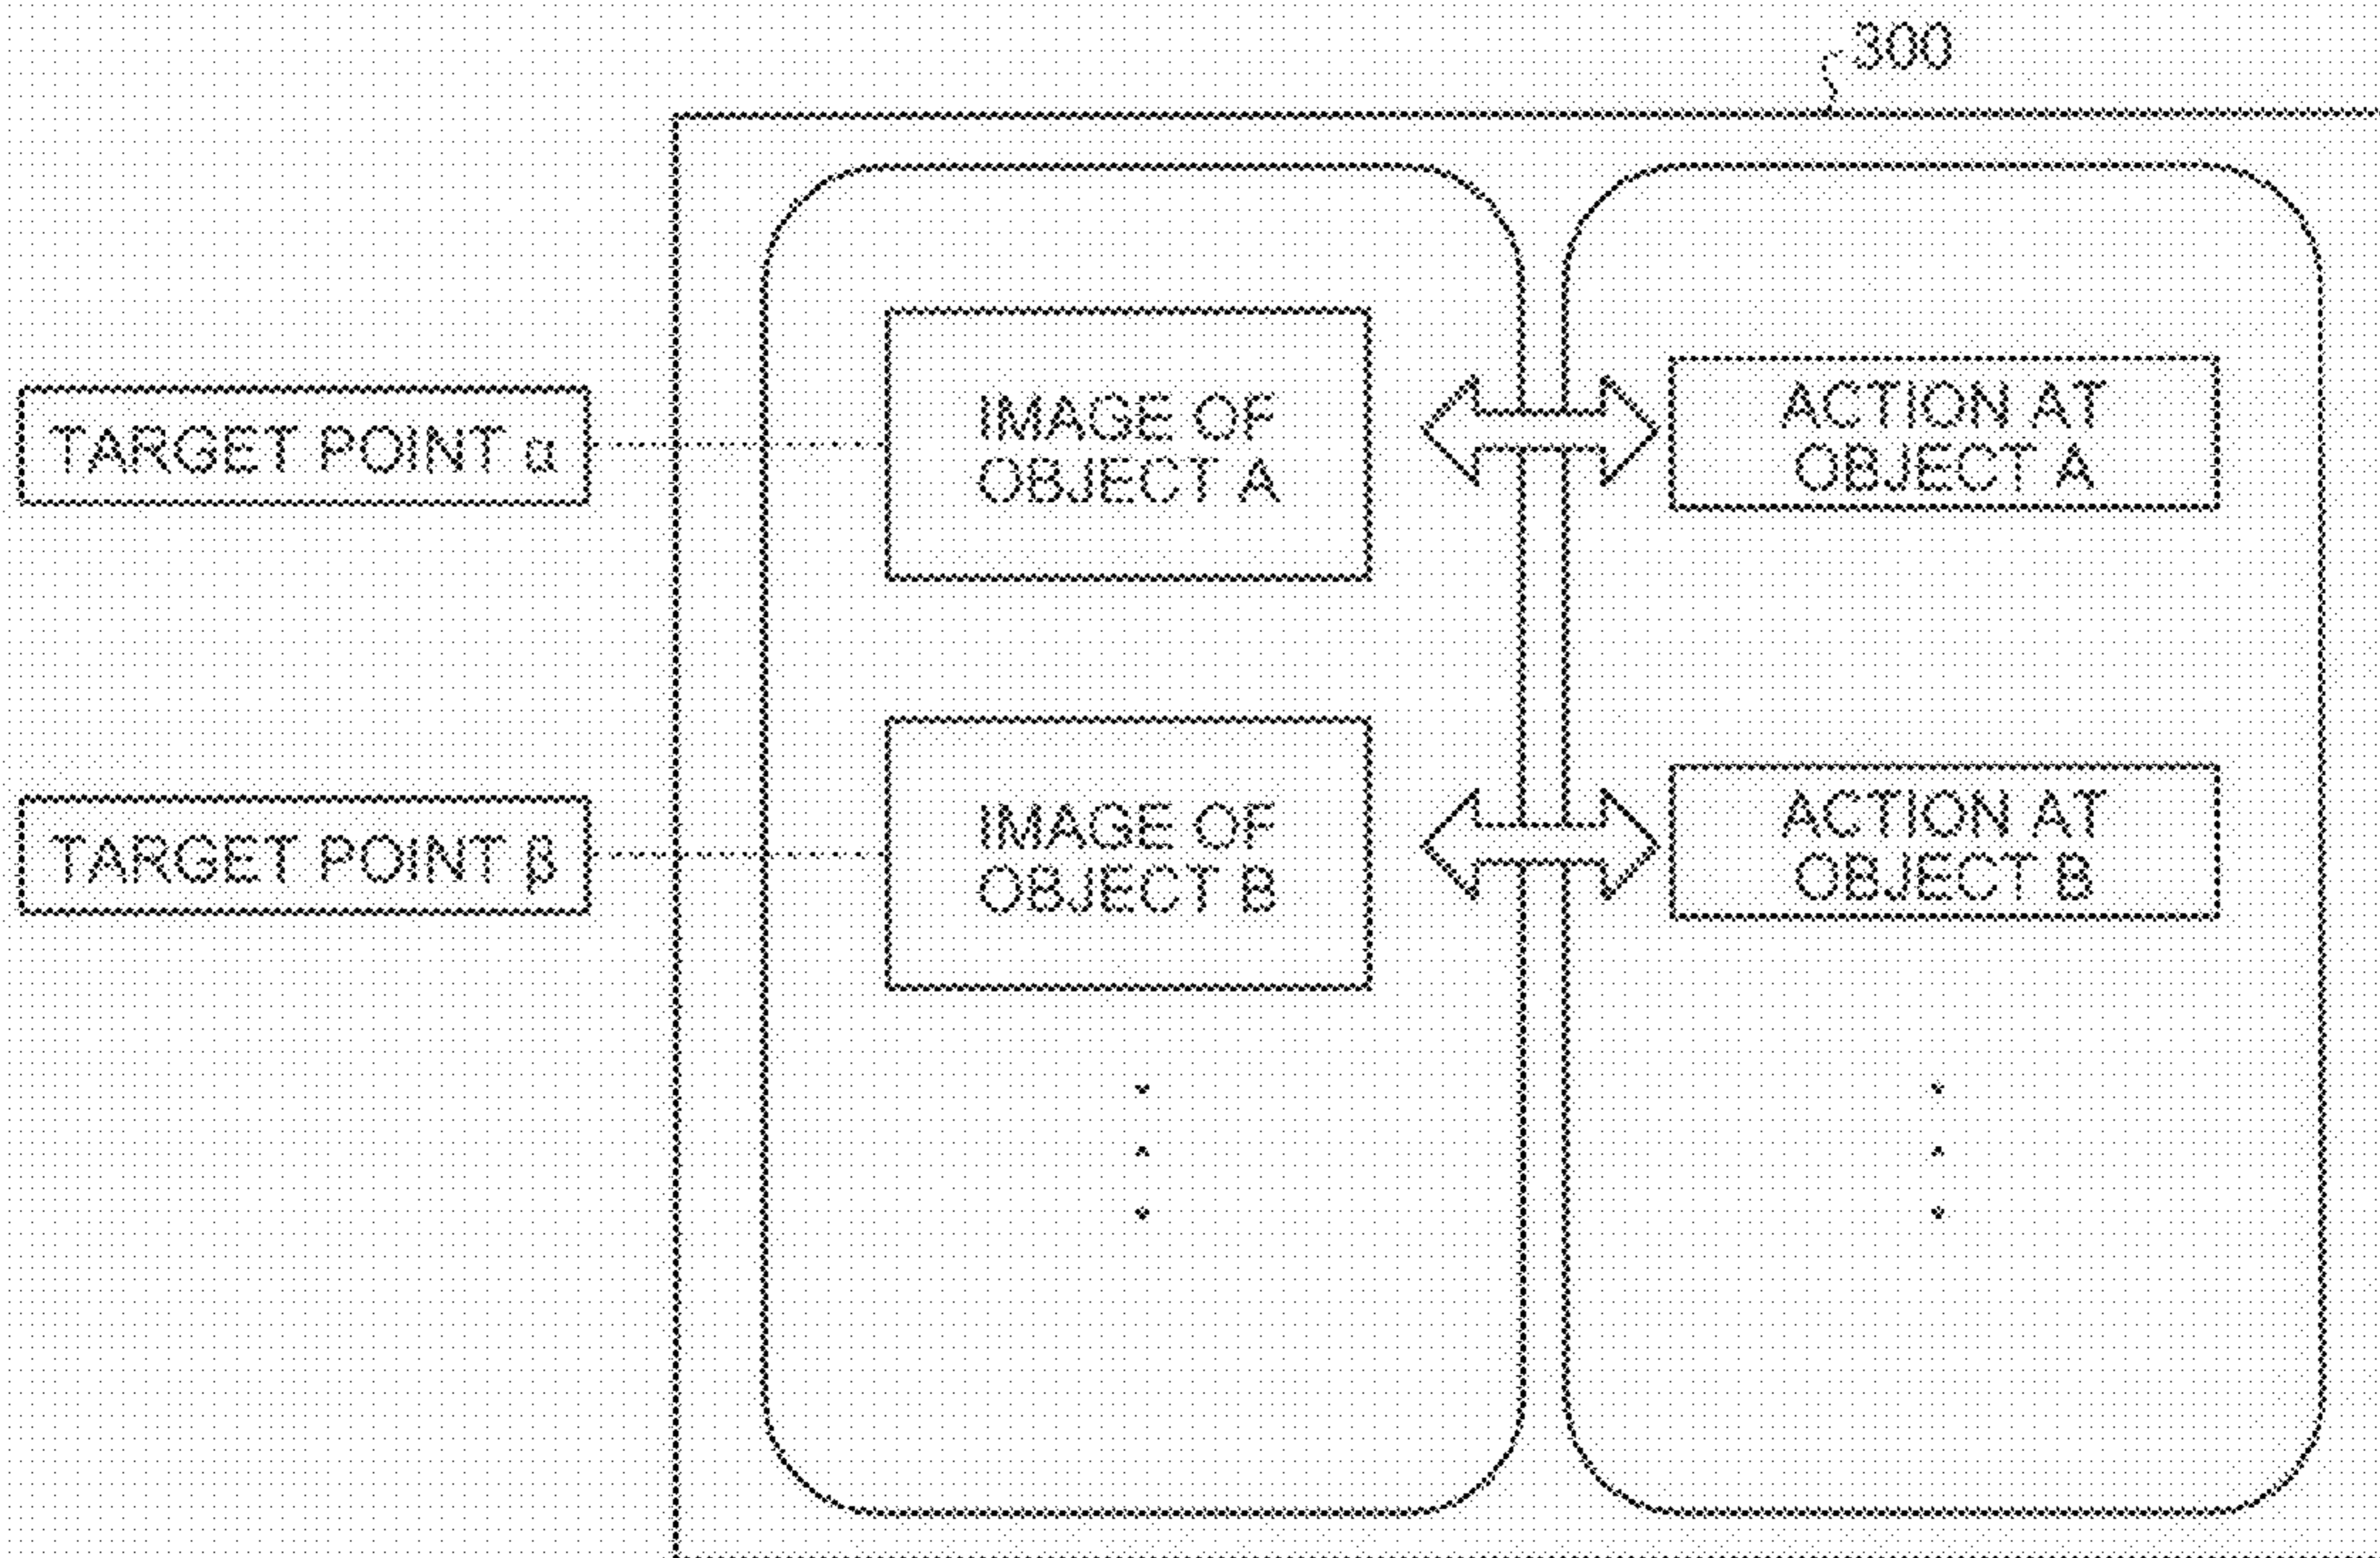 300
TARGET POINT α
IMAGE OF
OBJECT A
ACTION AT
OBJECT A
TARGET POINT β
IMAGE OF
OBJECT B
ACTION AT
OBJECT B